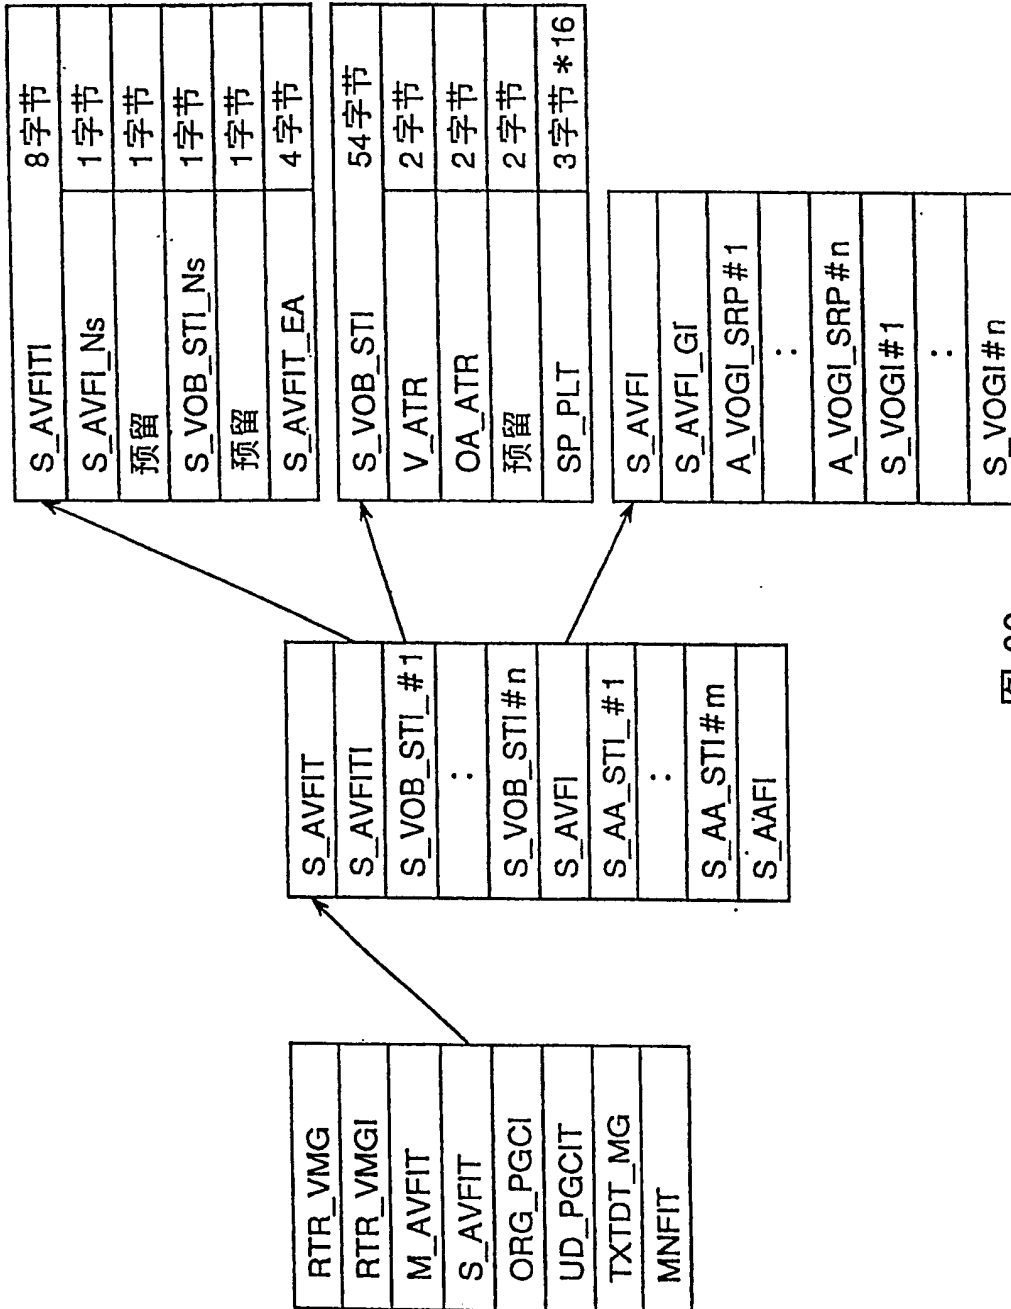 RTR_VMG
RTR_VMGI
M_AVFIT
S_AVFIT
ORG_PGCI
UD_PGCIT
TXTDT_MG
MNFIT
S_AVFIT
S_AVFITI
S_VOB_STI_#1
:
S_VOB_STI#n
S_AVFI
S_AA_STI_#1
:
S_AA_STI#m
S_AAFI
S_AVFITI 8字节
S_AVFI_Ns 1字节
预留 1字节
S_VOB_STI_Ns 1字节
预留 1字节
S_AVFIT_EA 4字节
S_VOB_STI 54字节
V_ATR 2字节
OA_ATR 2字节
预留 2字节
SP_PLT 3字节*16
S_AVFI
S_AVFI_GI
A_VOGI_SRP#1
:
A_VOGI_SRP#n
S_VOGI#1
:
S_VOGI#n
图